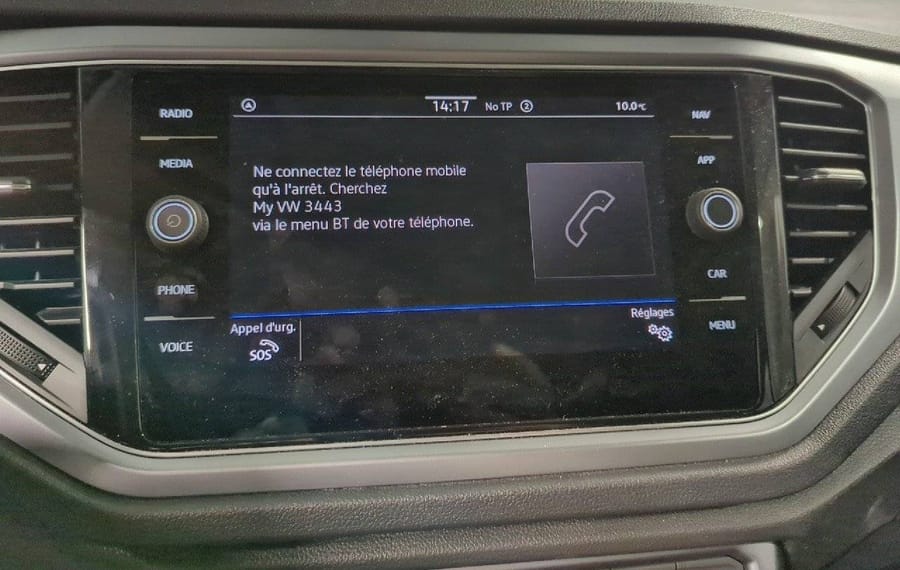 RADIO
MEDIA
PHONE
VOICE
14:17 No TP 2 10.0°C
Ne connectez le téléphone mobile
qu'à l'arrêt. Cherchez
My VW 3443
via le menu BT de votre téléphone.
Appel d'urg.
SOS
Réglages
NAV
APP
CAR
MENU